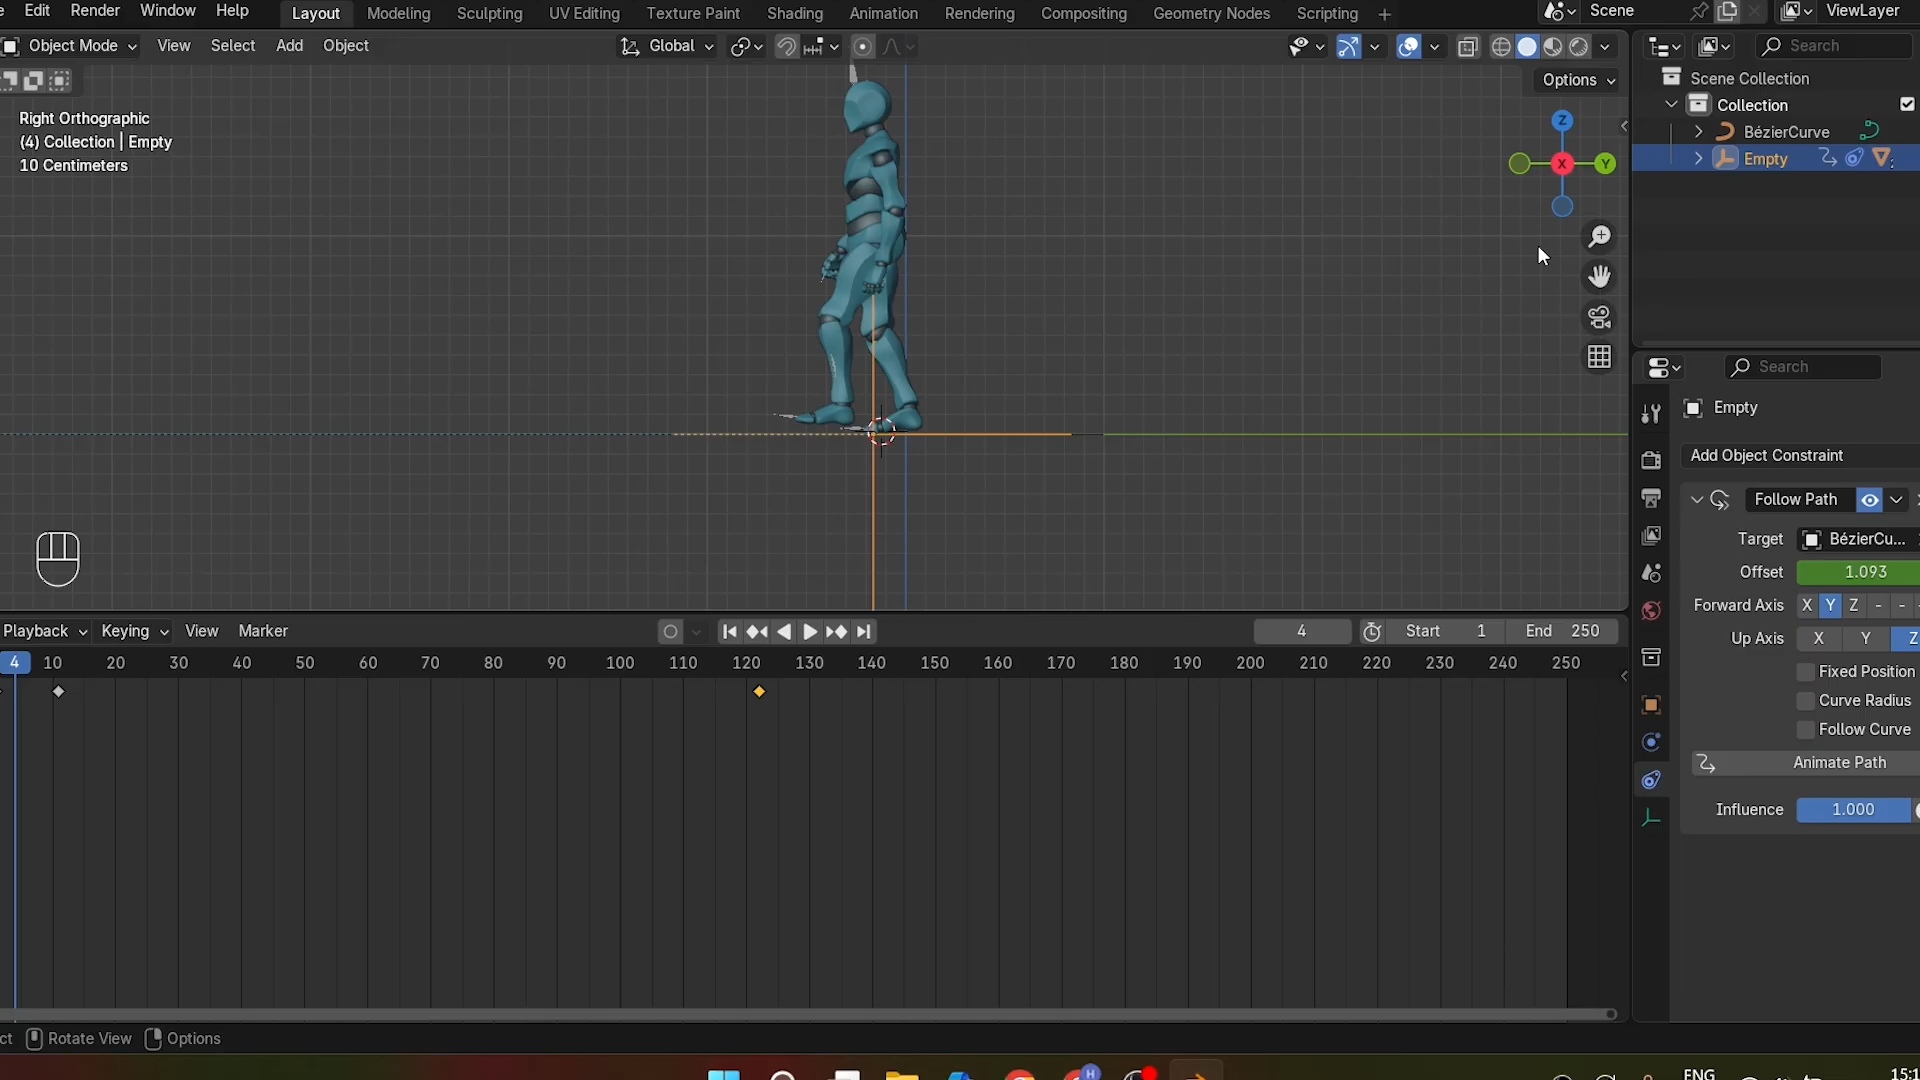 Edit Render Window Help Layout Modeling Sculpting UV Editing Texture Paint Shading Animation Rendering Compositing Geometry Nodes Scripting + Scene ViewLayer
Object Mode View Select Add Object Global Search
Options
Scene Collection
Collection
BézierCurve
Empty
Right Orthographic
(4) Collection | Empty
10 Centimeters
Z
X
Y
Search
Empty
Add Object Constraint
Follow Path
Target BézierCu...
Offset 1.093
Forward Axis X Y Z - -
Up Axis X Y Z
Fixed Position
Curve Radius
Follow Curve
Animate Path
Influence 1.000
Playback Keying View Marker 4 Start 1 End 250
4 10 20 30 40 50 60 70 80 90 100 110 120 130 140 150 160 170 180 190 200 210 220 230 240 250
ct Rotate View Options
H
ENG
15:1